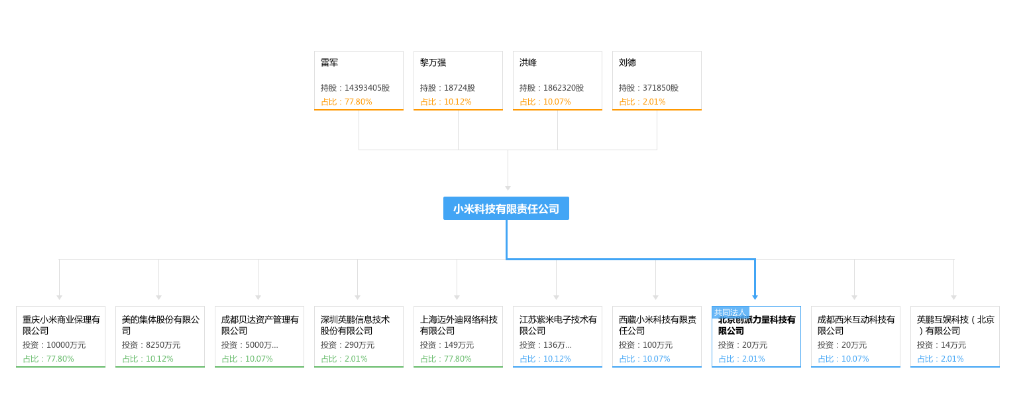 雷军
持股：14393405股
占比：77.80%
黎万强
持股：18724股
占比：10.12%
洪峰
持股：1862320股
占比：10.07%
刘德
持股：371850股
占比：2.01%
小米科技有限责任公司
重庆小米商业保理有
限公司
投资：10000万元
占比：77.80%
美的集体股份有限公
司
投资：8250万元
占比：10.12%
成都贝达资产管理有
限公司
投资：5000万...
占比：10.07%
深圳英鹏信息技术
股份有限公司
投资：290万元
占比：2.01%
上海迈外迪网络科技
有限公司
投资：149万元
占比：77.80%
江苏紫米电子技术有
限公司
投资：136万...
占比：10.12%
西藏小米科技有限责
任公司
投资：100万元
占比：10.07%
共同法人
北京创派力量科技有
限公司
投资：20万元
占比：2.01%
成都西米互动科技有
限公司
投资：20万元
占比：10.07%
英鹏互娱科技（北京
）有限公司
投资：14万元
占比：2.01%